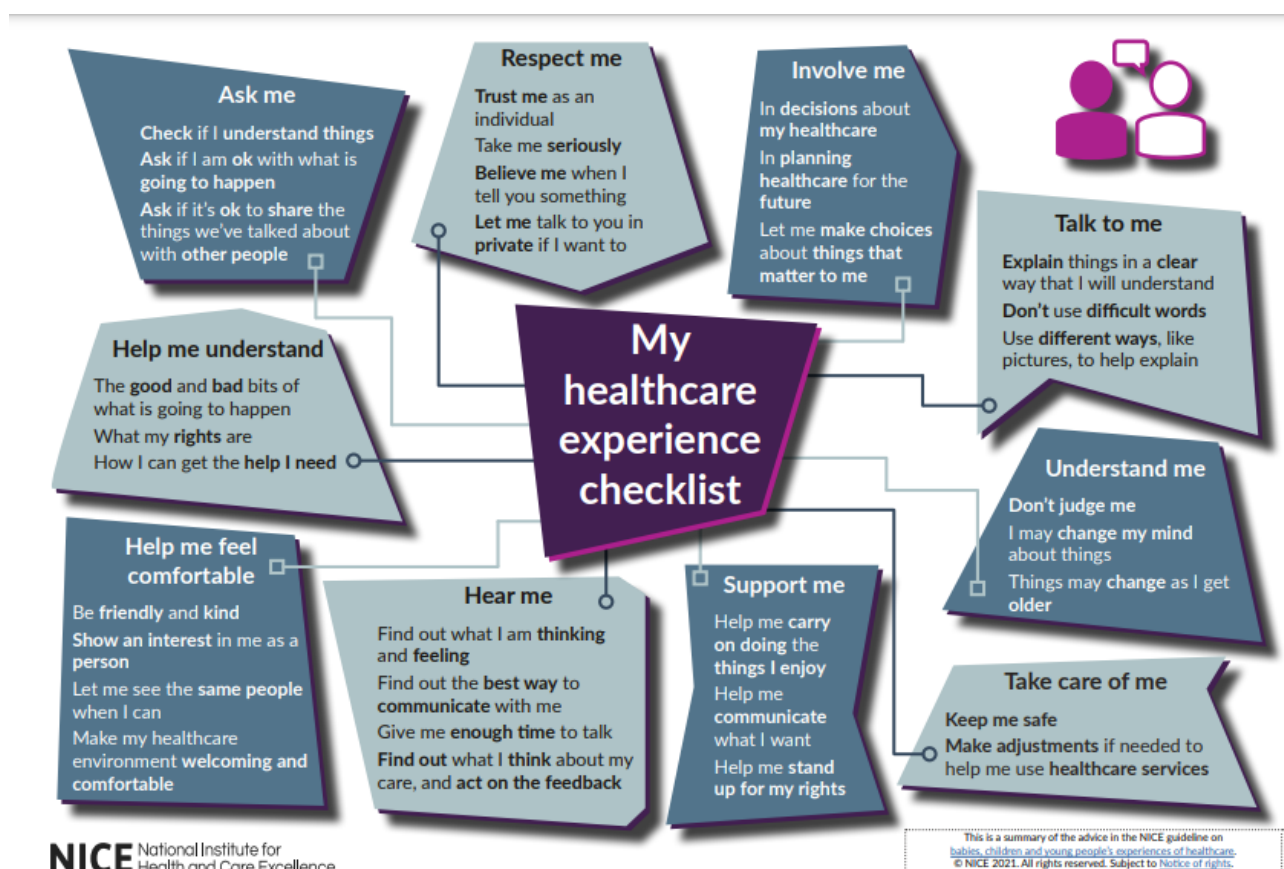 Ask me
Check if I understand things
Ask if I am ok with what is
going to happen
Ask if it's ok to share the
things we've talked about
with other people
Respect me
Trust me as an
individual
Take me seriously
Believe me when I
tell you something
Let me talk to you in
private if I want to
Involve me
In decisions about
my healthcare
In planning
healthcare for the
future
Let me make choices
about things that
matter to me
Talk to me
Explain things in a clear
way that I will understand
Don't use difficult words
Use different ways, like
pictures, to help explain
Help me understand
The good and bad bits of
what is going to happen
What my rights are
How I can get the help I need
My
healthcare
experience
checklist
Understand me
Don't judge me
I may change my mind
about things
Things may change as I get
older
Help me feel
comfortable
Be friendly and kind
Show an interest in me as a
person
Let me see the same people
when I can
Make my healthcare
environment welcoming and
comfortable
Hear me
Find out what I am thinking
and feeling
Find out the best way to
communicate with me
Give me enough time to talk
Find out what I think about my
care, and act on the feedback
Support me
Help me carry
on doing the
things I enjoy
Help me
communicate
what I want
Help me stand
up for my rights
Take care of me
Keep me safe
Make adjustments if needed to
help me use healthcare services
NICE National Institute for
Health and Care Excellence
This is a summary of the advice in the NICE guideline on
babies, children and young people's experiences of healthcare.
© NICE 2021. All rights reserved. Subject to Notice of rights.